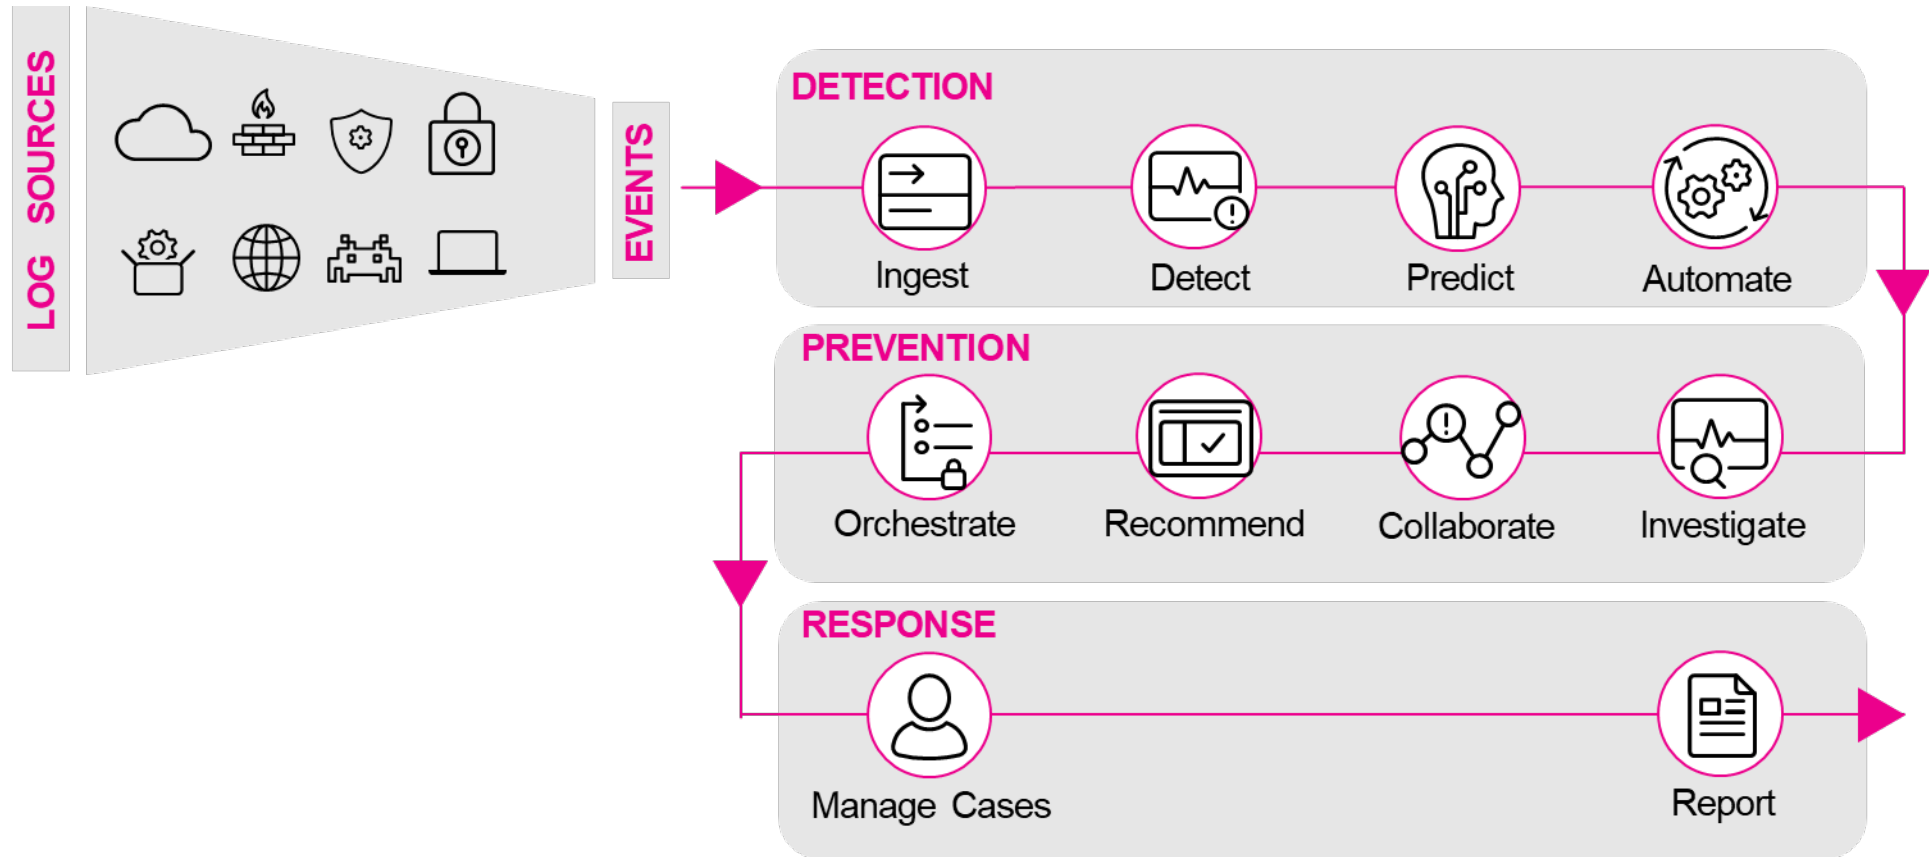 LOG SOURCES
EVENTS
DETECTION
Ingest
Detect
Predict
Automate
PREVENTION
Orchestrate
Recommend
Collaborate
Investigate
RESPONSE
Manage Cases
Report